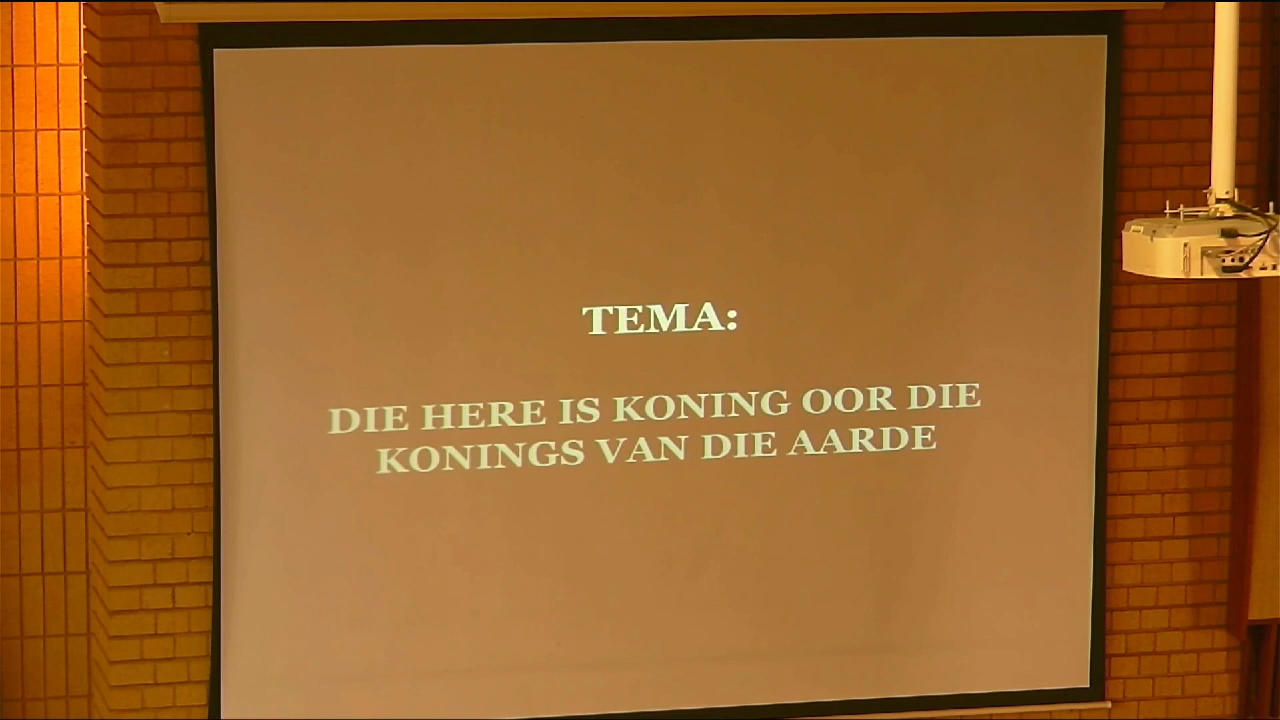 TEMA:
DIE HERE IS KONING OOR DIE
KONINGS VAN DIE AARDE